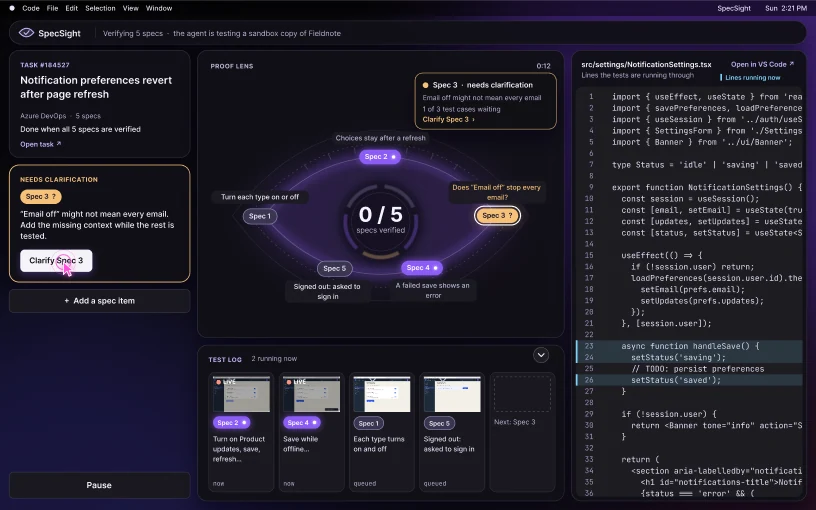 Code File Edit Selection View Window
SpecSight Sun 2:21 PM
SpecSight
Verifying 5 specs · the agent is testing a sandbox copy of Fieldnote
TASK #184527
Notification preferences revert
after page refresh
Azure DevOps · 5 specs
Done when all 5 specs are verified
Open task ↗
NEEDS CLARIFICATION
Spec 3 ?
“Email off” might not mean every email.
Add the missing context while the rest is
tested.
Clarify Spec 3
+ Add a spec item
Pause
PROOF LENS
0:12
Spec 3 · needs clarification
Email off might not mean every email
1 of 3 test cases waiting
Clarify Spec 3 ›
Choices stay after a refresh
Spec 2
Turn each type on or off
Spec 1
Does “Email off” stop every
email?
Spec 3 ?
0 / 5
specs verified
Spec 5
Signed out: asked to
sign in
Spec 4
A failed save shows an
error
TEST LOG 2 running now
LIVE
Spec 2
Turn on Product
updates, save,
refresh...
now
LIVE
Spec 4
Save while
offline...
now
Spec 1
Each type turns
on and off
queued
Spec 5
Signed out:
asked to sign in
queued
Next: Spec 3
src/settings/NotificationSettings.tsx
Open in VS Code ↗
Lines the tests are running through
Lines running now
1 import { useEffect, useState } from 'rea
2 import { savePreferences, loadPreference
3 import { useSession } from '../auth/useS
4 import { SettingsForm } from './Settings
5 import { Banner } from '../ui/Banner';
6
7 type Status = 'idle' | 'saving' | 'saved
8
9 export function NotificationSettings() {
10 const session = useSession();
11 const [email, setEmail] = useState(tru
12 const [updates, setUpdates] = useState
13 const [status, setStatus] = useState<S
14
15 useEffect(() => {
16 if (!session.user) return;
17 loadPreferences(session.user.id).the
18 setEmail(prefs.email);
19 setUpdates(prefs.updates);
20 });
21 }, [session.user]);
22
23 async function handleSave() {
24 setStatus('saving');
25 // TODO: persist preferences
26 setStatus('saved');
27 }
28
29 if (!session.user) {
30 return <Banner tone="info" action="S
31 }
32
33 return (
34 <section aria-labelledby="notificati
35 <h1 id="notifications-title">Notif
36 {status === 'error' && (